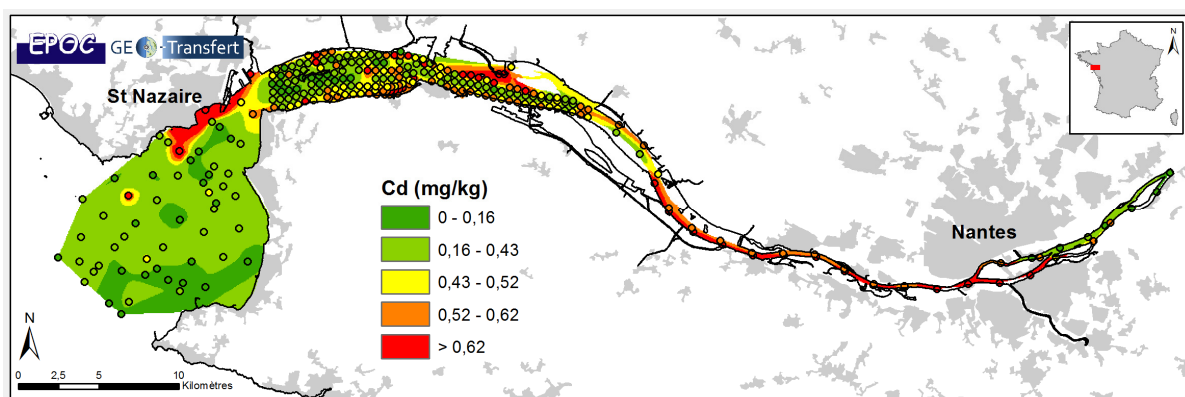 EPOC GE Transfert
N
St Nazaire
Cd (mg/kg)
0 - 0,16
0,16 - 0,43
0,43 - 0,52
0,52 - 0,62
> 0,62
Nantes
N
0 2.5 5 10
Kilomètres